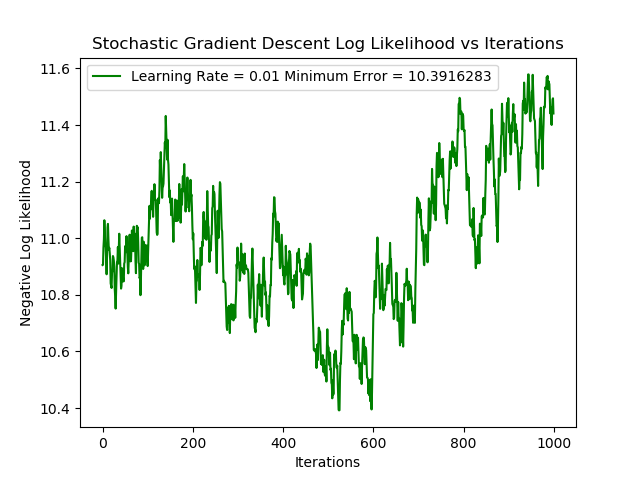 Stochastic Gradient Descent Log Likelihood vs Iterations
Learning Rate = 0.01 Minimum Error = 10.3916283
Negative Log Likelihood
11.6
11.4
11.2
11.0
10.8
10.6
10.4
0 200 400 600 800 1000
Iterations